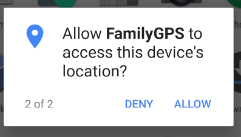 Allow FamilyGPS to
access this device's
location?
2 of 2 DENY ALLOW